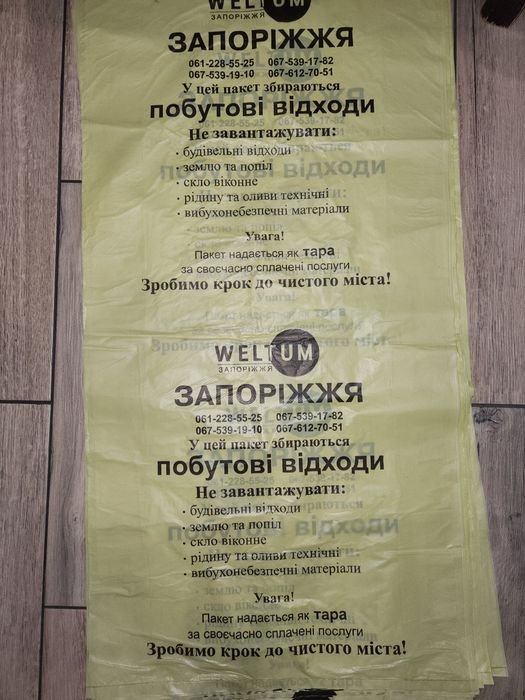 WELTUM
ЗАПОРІЖЖЯ
ЗАПОРІЖЖЯ
061-228-55-25 067-539-17-82
067-539-19-10 067-612-70-51
У цей пакет збираються
побутові відходи
Не завантажувати:
· будівельні відходи
· землю та попіл
· скло віконне
· рідину та оливи технічні
· вибухонебезпечні матеріали
Увага!
Пакет надається як тара
за своєчасно сплачені послуги
Зробимо крок до чистого міста!
WELTUM
ЗАПОРІЖЖЯ
ЗАПОРІЖЖЯ
061-228-55-25 067-539-17-82
067-539-19-10 067-612-70-51
У цей пакет збираються
побутові відходи
Не завантажувати:
· будівельні відходи
· землю та попіл
· скло віконне
· рідину та оливи технічні
· вибухонебезпечні матеріали
Увага!
Пакет надається як тара
за своєчасно сплачені послуги
Зробимо крок до чистого міста!